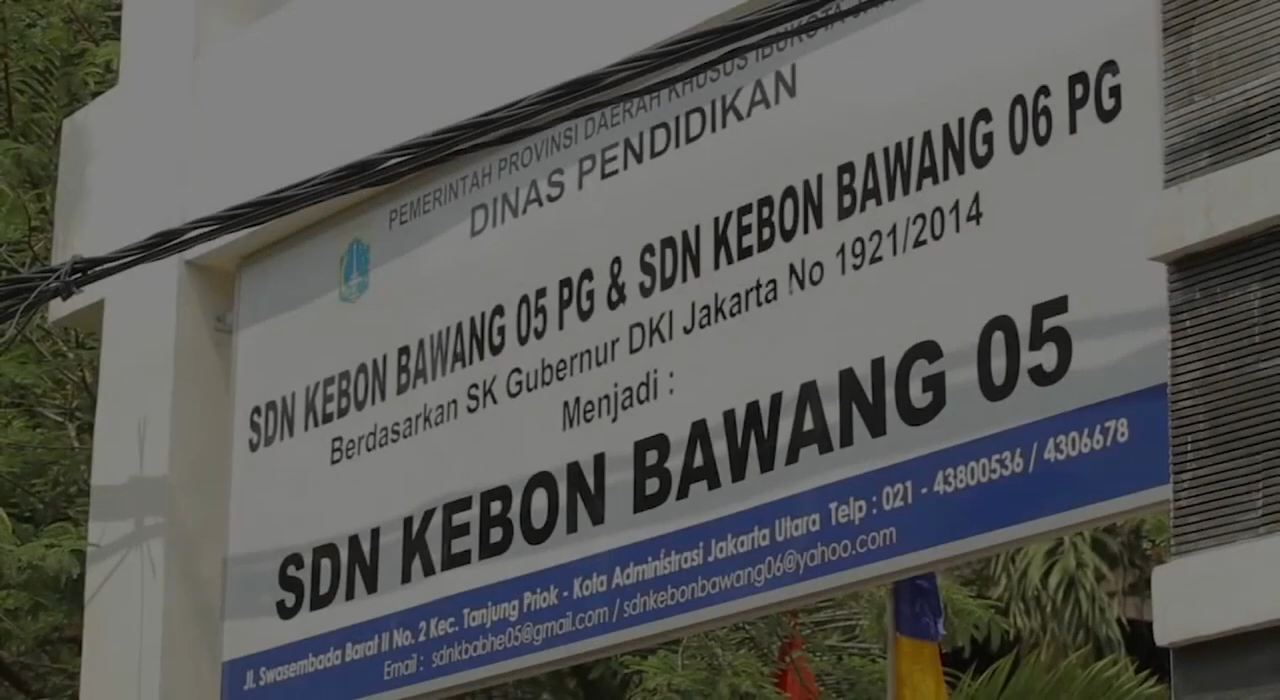 PEMERINTAH PROVINSI DAERAH KHUSUS IBUKOTA
DINAS PENDIDIKAN
SDN KEBON BAWANG 05 PG & SDN KEBON BAWANG 06 PG
Berdasarkan SK Gubernur DKI Jakarta No 1921/2014
Menjadi :
SDN KEBON BAWANG 05
Jl. Swasembada Barat II No. 2 Kec. Tanjung Priok - Kota Administrasi Jakarta Utara Telp : 021 - 43800536 / 4306678
Email : sdnkbabhe05@gmail.com / sdnkebonbawang06@yahoo.com